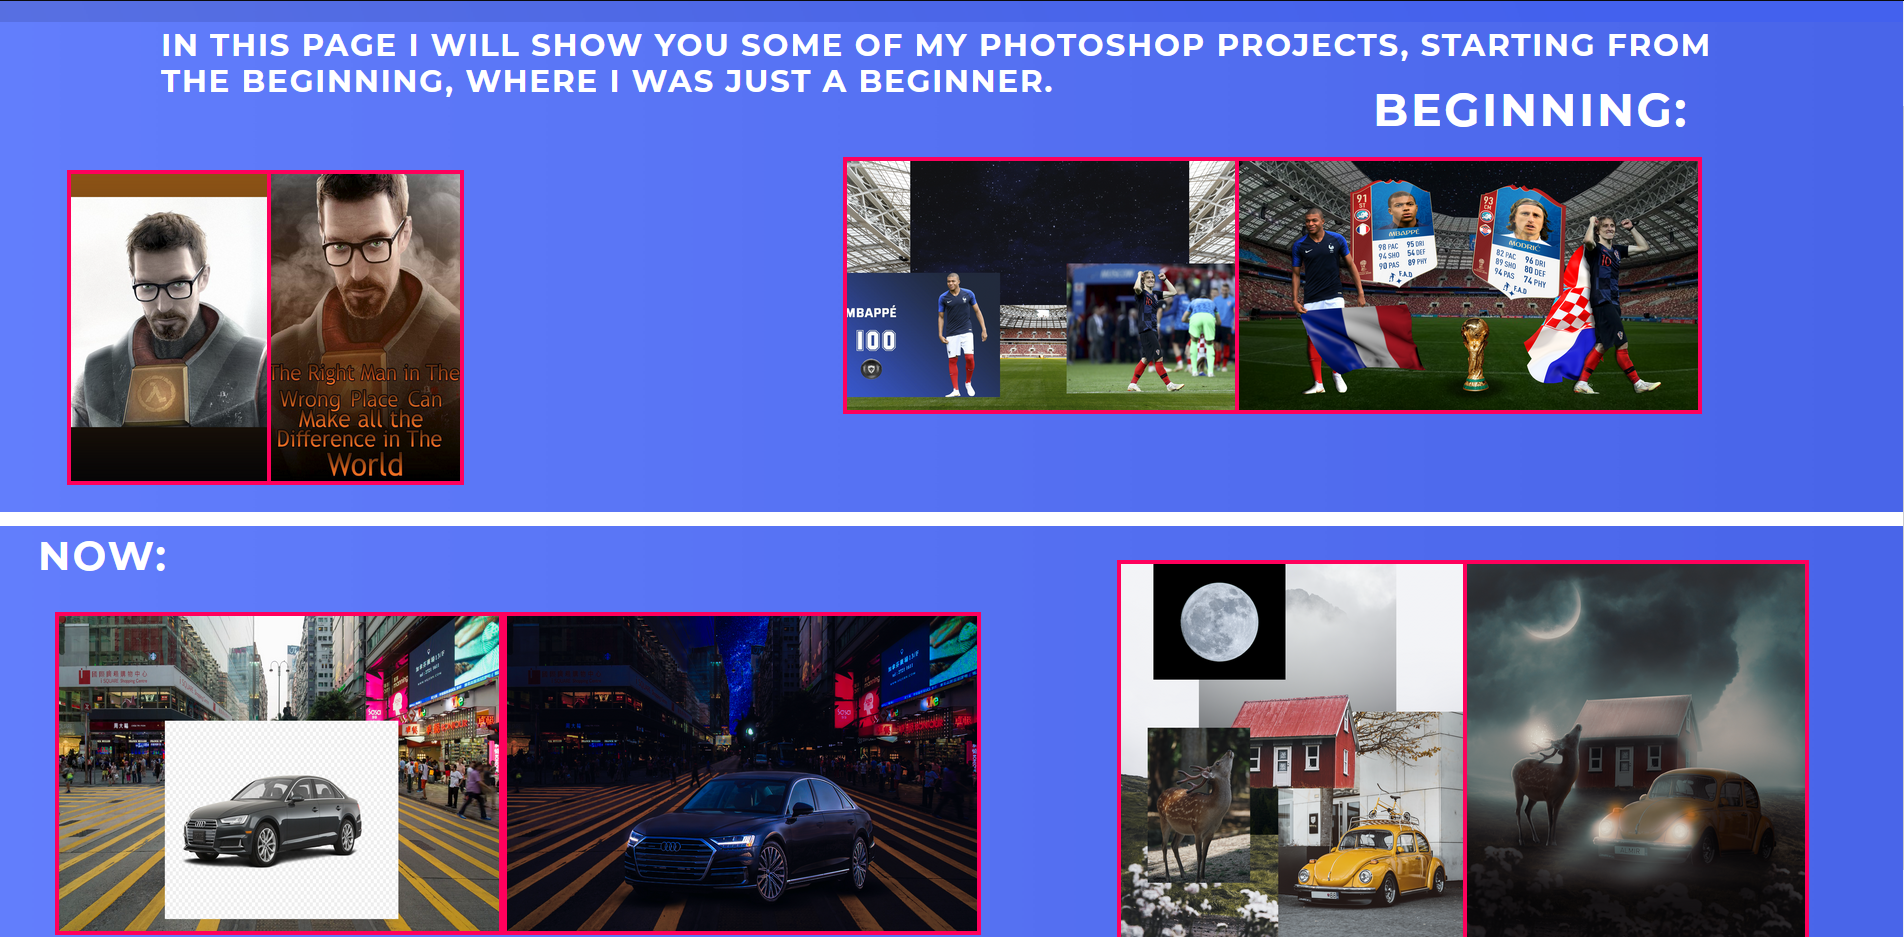 IN THIS PAGE I WILL SHOW YOU SOME OF MY PHOTOSHOP PROJECTS, STARTING FROM
THE BEGINNING, WHERE I WAS JUST A BEGINNER.
BEGINNING:
The Right Man in The
Wrong Place Can
Make all the
Difference in The
World
MBAPPÉ
100
91
ST
MBAPPE
98 PAC 95 DRI
94 SHO 54 DEF
90 PAS 89 PHY
F.A.D
93
CM
MODRIC
82 PAC 96 DRI
89 SHO 80 DEF
94 PAS 74 PHY
F.A.D
NOW: